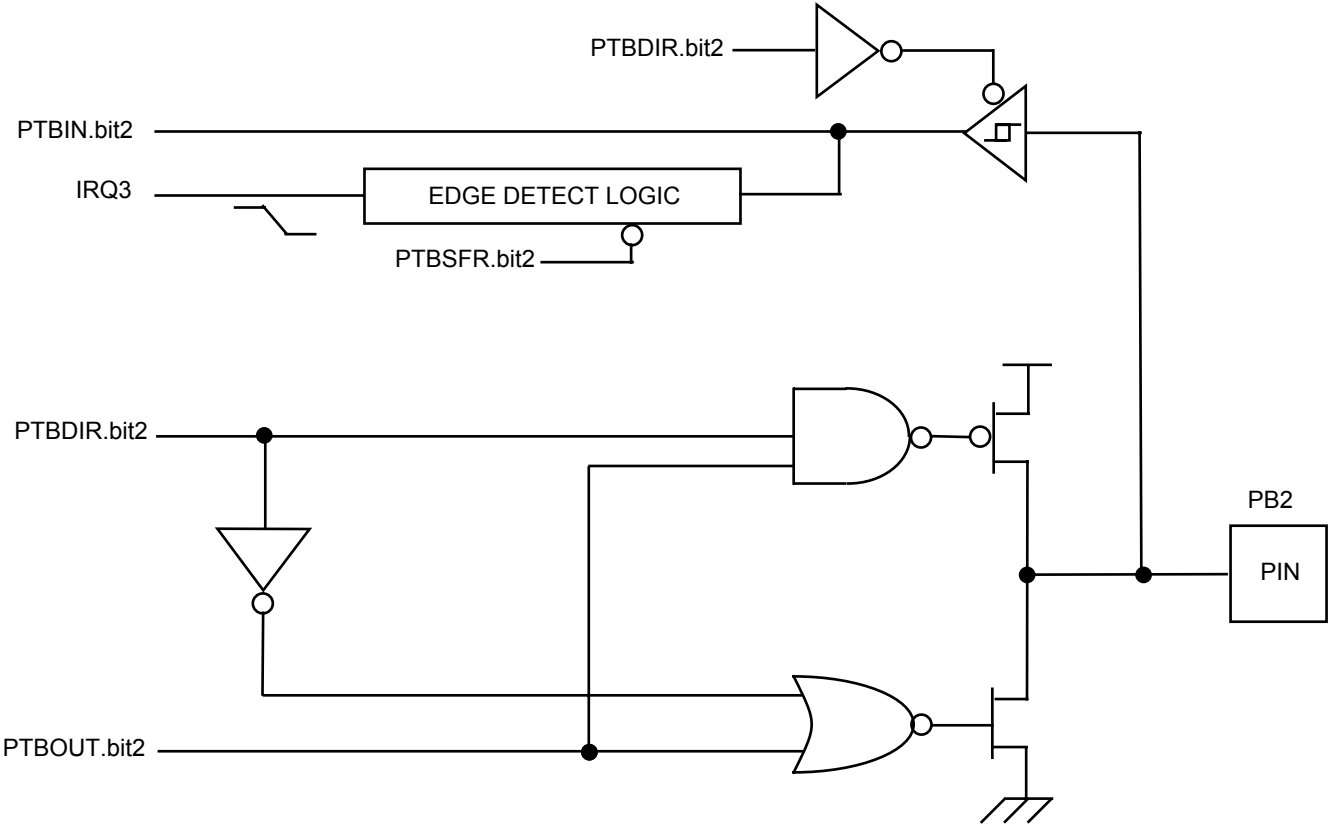 PTBDIR.bit2
PTBIN.bit2
IRQ3
EDGE DETECT LOGIC
PTBSFR.bit2
PTBDIR.bit2
PB2
PIN
PTBOUT.bit2